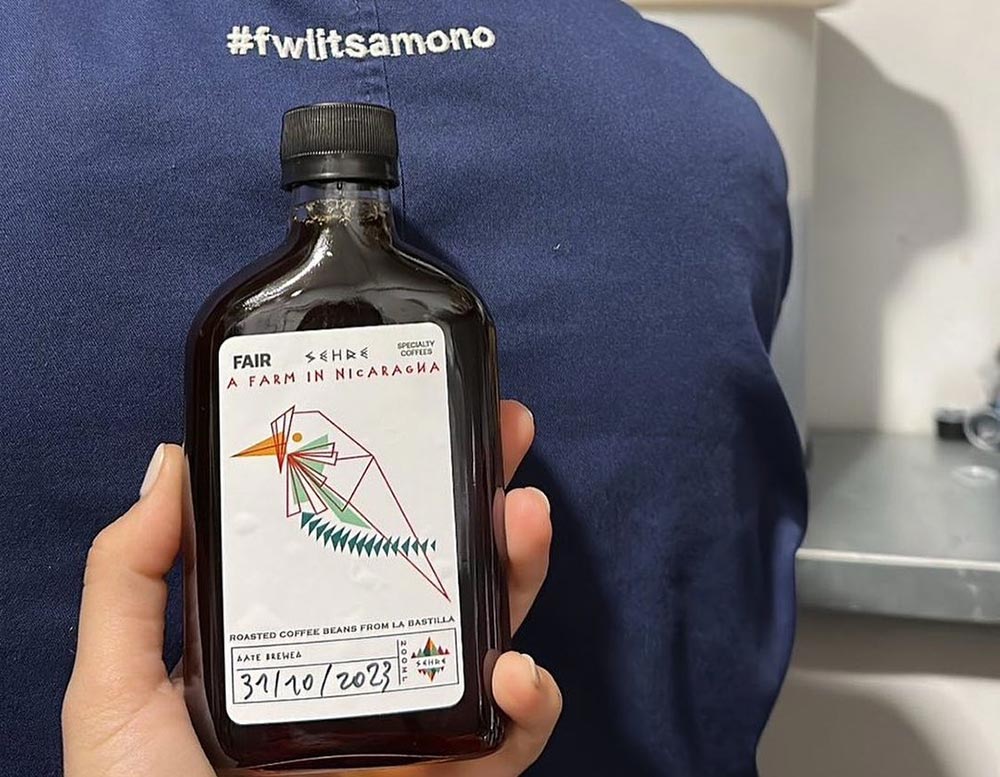 #fwlitsamono
FAIR SEHRE SPECIALTY
COFFEES
A FARM IN NICARAGUA
ROASTED COFFEE BEANS FROM LA BASTILLA
DATE BREWED
31/10/2023
200ML
SEHRE